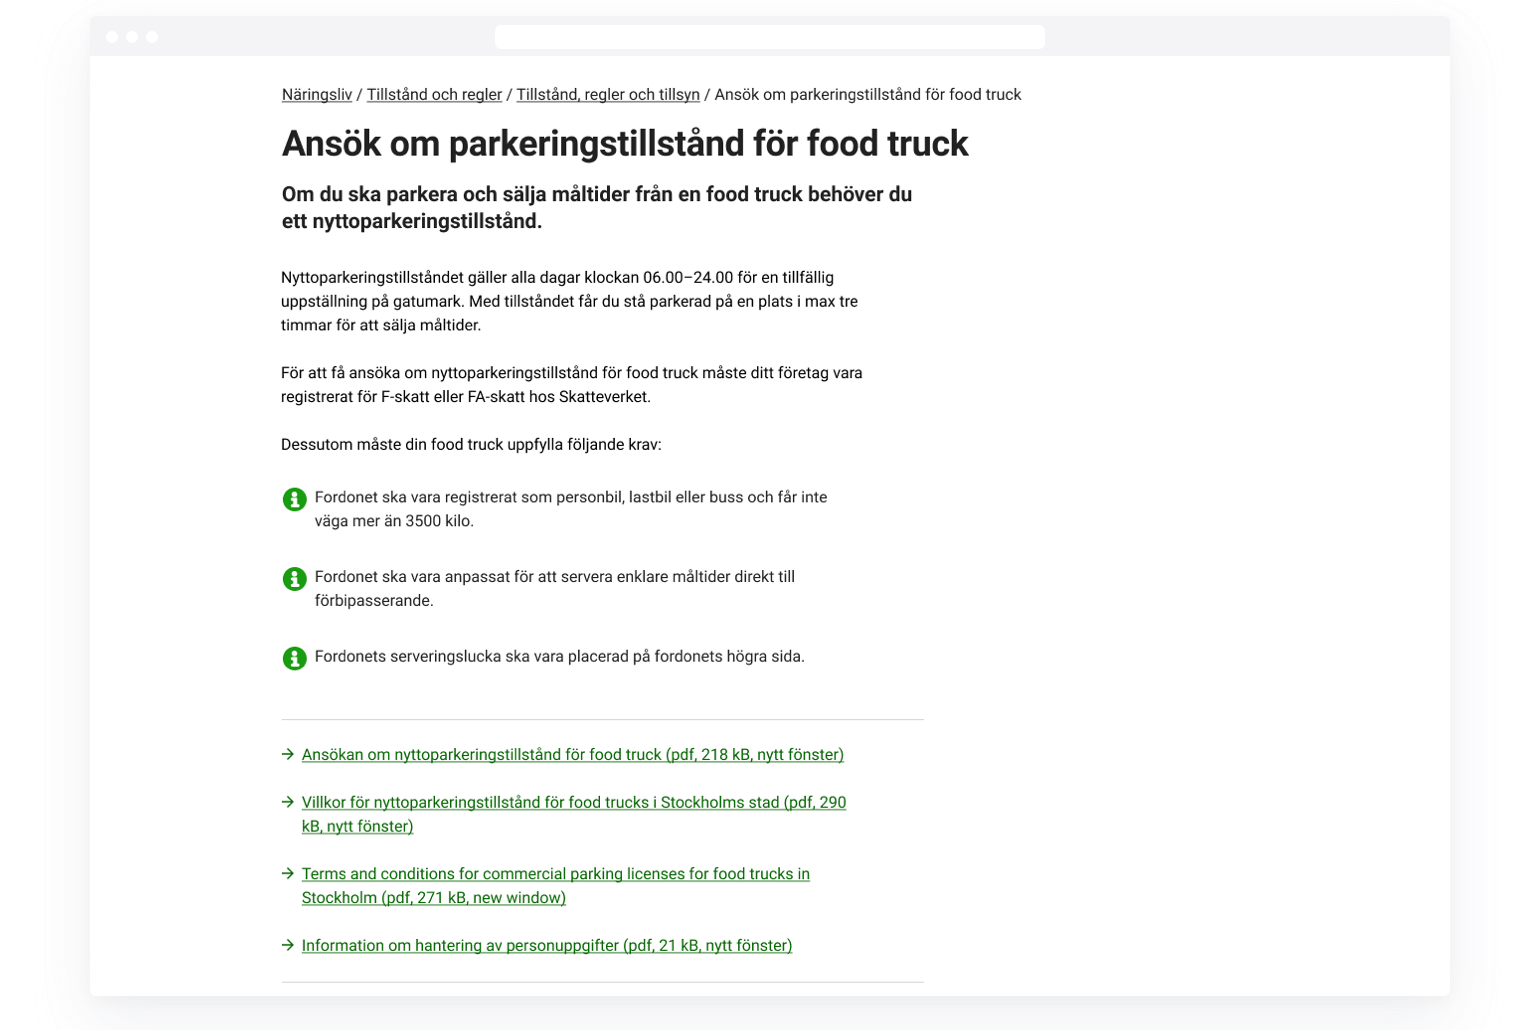 Näringsliv / Tillstånd och regler / Tillstånd, regler och tillsyn / Ansök om parkeringstillstånd för food truck
Ansök om parkeringstillstånd för food truck
Om du ska parkera och sälja måltider från en food truck behöver du
ett nyttoparkeringstillstånd.
Nyttoparkeringstillståndet gäller alla dagar klockan 06.00–24.00 för en tillfällig
uppställning på gatumark. Med tillståndet får du stå parkerad på en plats i max tre
timmar för att sälja måltider.
För att få ansöka om nyttoparkeringstillstånd för food truck måste ditt företag vara
registrerat för F-skatt eller FA-skatt hos Skatteverket.
Dessutom måste din food truck uppfylla följande krav:
Fordonet ska vara registrerat som personbil, lastbil eller buss och får inte
väga mer än 3500 kilo.
Fordonet ska vara anpassat för att servera enklare måltider direkt till
förbipasserande.
Fordonets serveringslucka ska vara placerad på fordonets högra sida.
Ansökan om nyttoparkeringstillstånd för food truck (pdf, 218 kB, nytt fönster)
Villkor för nyttoparkeringstillstånd för food trucks i Stockholms stad (pdf, 290
kB, nytt fönster)
Terms and conditions for commercial parking licenses for food trucks in
Stockholm (pdf, 271 kB, new window)
Information om hantering av personuppgifter (pdf, 21 kB, nytt fönster)